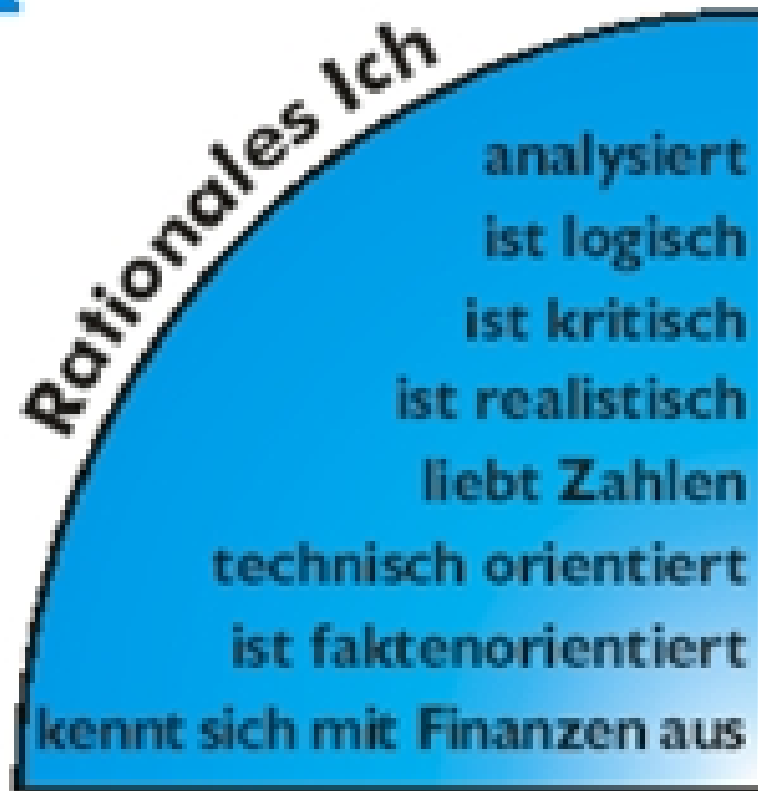 Rationales Ich
analysiert
ist logisch
ist kritisch
ist realistisch
liebt Zahlen
technisch orientiert
ist faktenorientiert
kennt sich mit Finanzen aus